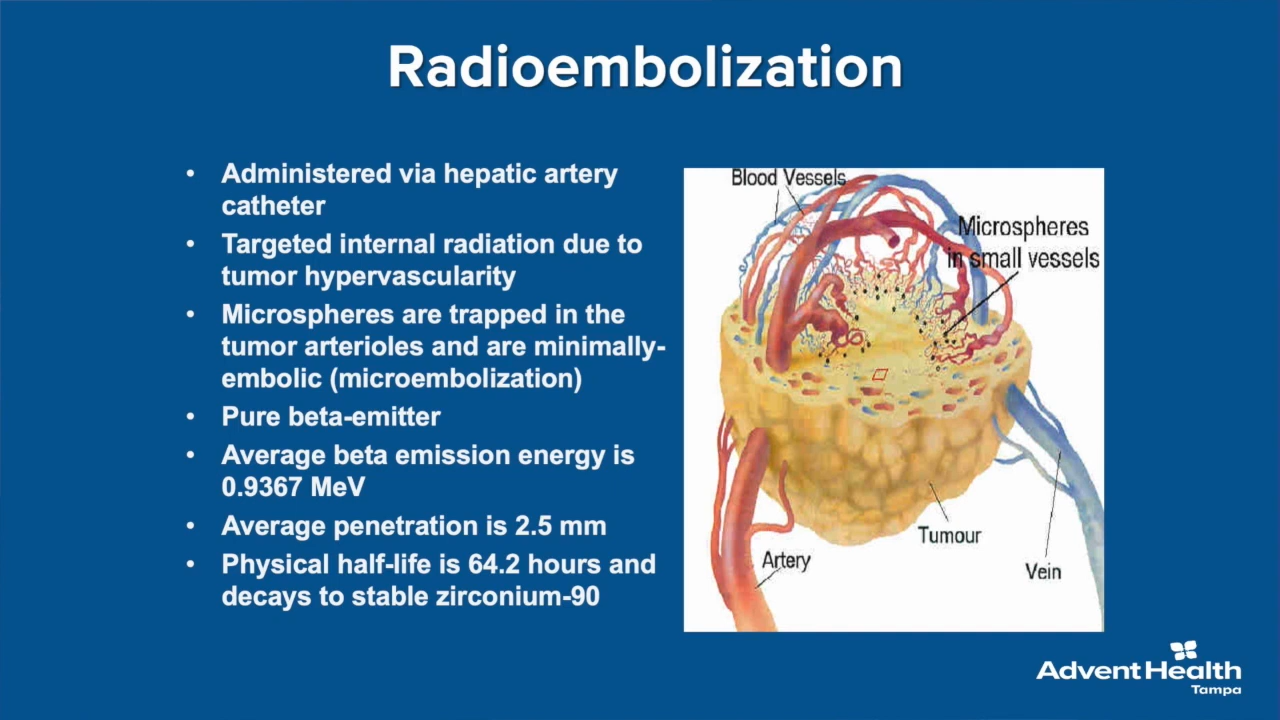 Radioembolization
• Administered via hepatic artery
catheter
• Targeted internal radiation due to
tumor hypervascularity
• Microspheres are trapped in the
tumor arterioles and are minimally-
embolic (microembolization)
• Pure beta-emitter
• Average beta emission energy is
0.9367 MeV
• Average penetration is 2.5 mm
• Physical half-life is 64.2 hours and
decays to stable zirconium-90
Blood Vessels
Microspheres
in small vessels
Tumour
Artery
Vein
AdventHealth
Tampa